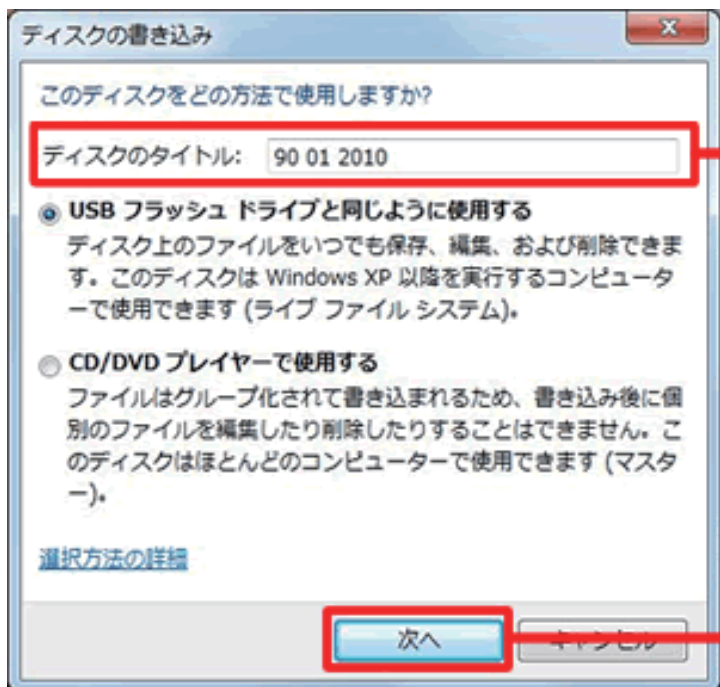 ディスクの書き込み
このディスクをどの方法で使用しますか?
ディスクのタイトル: 90 01 2010
USB フラッシュ ドライブと同じように使用する
ディスク上のファイルをいつでも保存、編集、および削除できま
す。このディスクは Windows XP 以降を実行するコンピュータ
ーで使用できます (ライブ ファイル システム)。
CD/DVD プレイヤーで使用する
ファイルはグループ化されて書き込まれるため、書き込み後に個
別のファイルを編集したり削除したりすることはできません。こ
のディスクはほとんどのコンピューターで使用できます (マスタ
ー)。
選択方法の詳細
次へ キャンセル